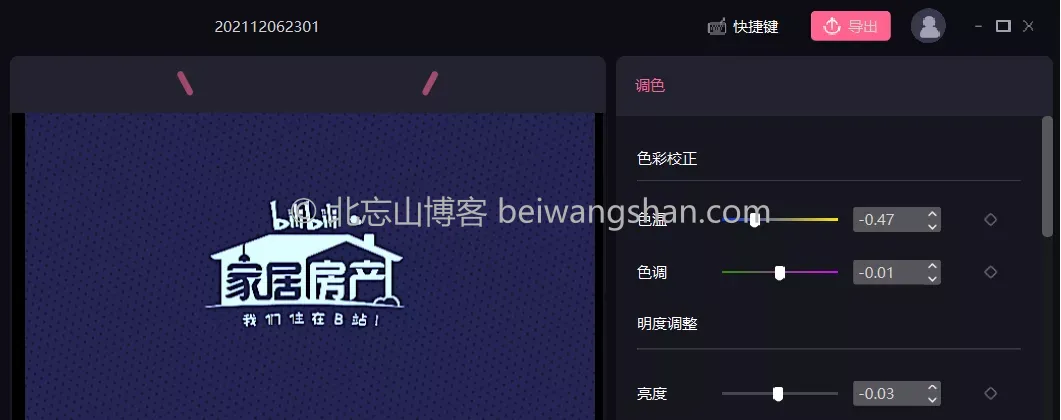 202112062301
快捷键
导出
调色
色彩校正
bilibili
@ 北忘山博客 beiwangshan.com
色温
-0.47
家居房产
色调
-0.01
我们住在B站!
明度调整
亮度
-0.03